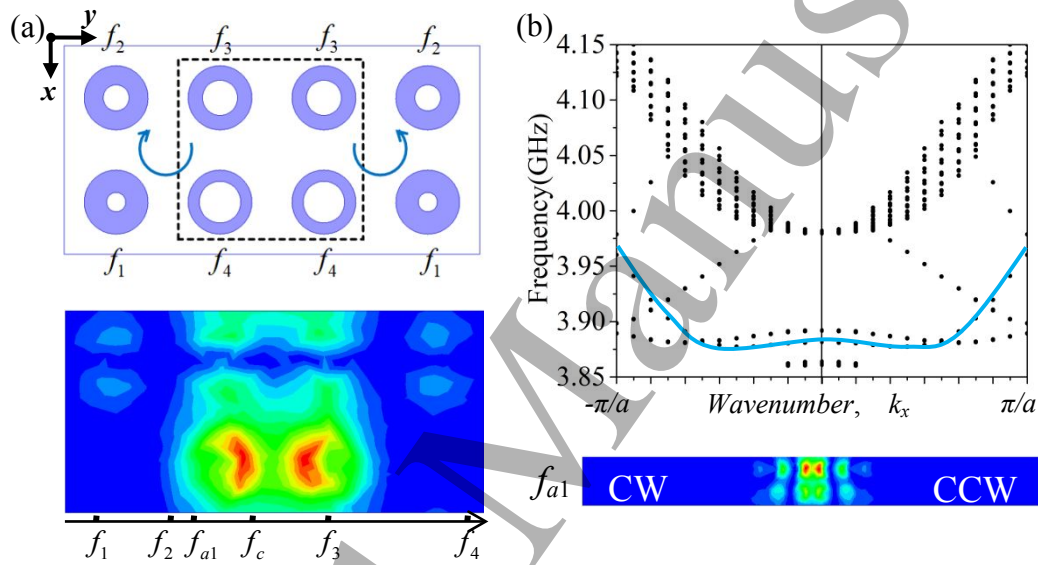 (a)
y
x
f2 f3 f3 f2
f1 f4 f4 f1
f1 f2 fa1 fc f3 f4
(b)
Frequency(GHz)
4.15
4.10
4.05
4.00
3.95
3.90
3.85
-π/a Wavenumber, kx π/a
fa1 CW CCW
Manus